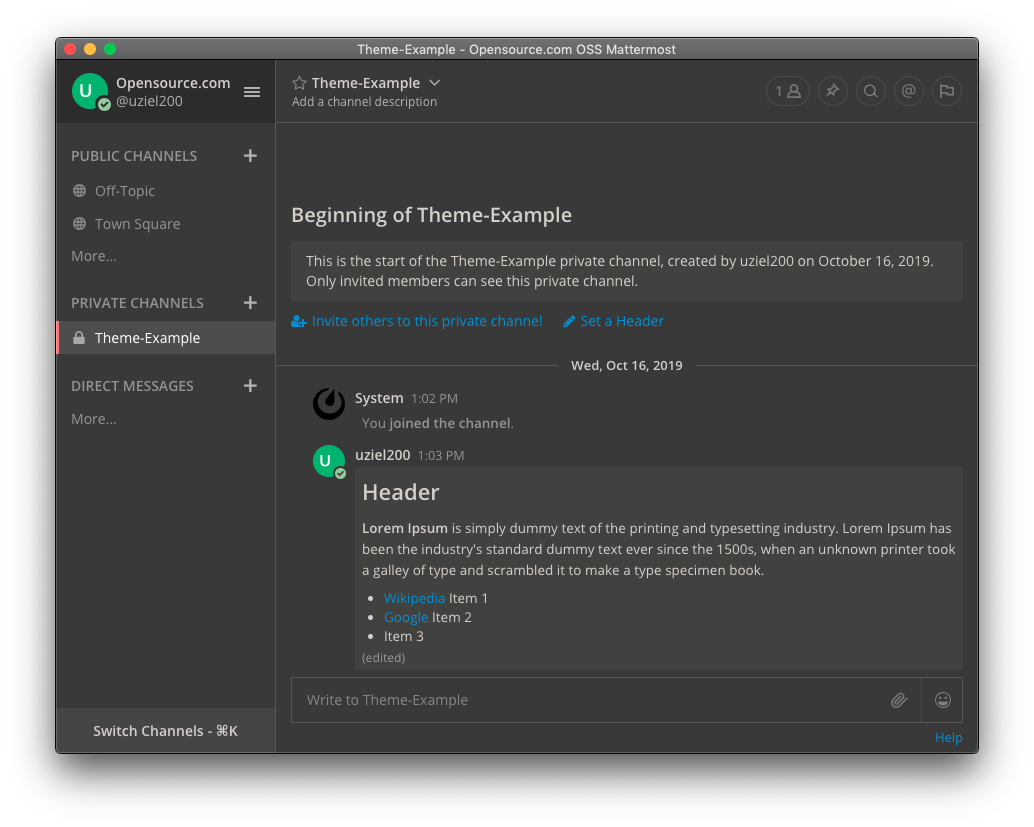 Theme-Example - Opensource.com OSS Mattermost
U
Opensource.com
@uziel200
PUBLIC CHANNELS +
Off-Topic
Town Square
More...
PRIVATE CHANNELS +
Theme-Example
DIRECT MESSAGES +
More...
Switch Channels - ⌘K
Theme-Example
Add a channel description
1
@
Beginning of Theme-Example
This is the start of the Theme-Example private channel, created by uziel200 on October 16, 2019.
Only invited members can see this private channel.
Invite others to this private channel Set a Header
Wed, Oct 16, 2019
System 1:02 PM
You joined the channel.
U
uziel200 1:03 PM
Header
Lorem Ipsum is simply dummy text of the printing and typesetting industry. Lorem Ipsum has
been the industry's standard dummy text ever since the 1500s, when an unknown printer took
a galley of type and scrambled it to make a type specimen book.
• Wikipedia Item 1
• Google Item 2
• Item 3
(edited)
Write to Theme-Example
Help